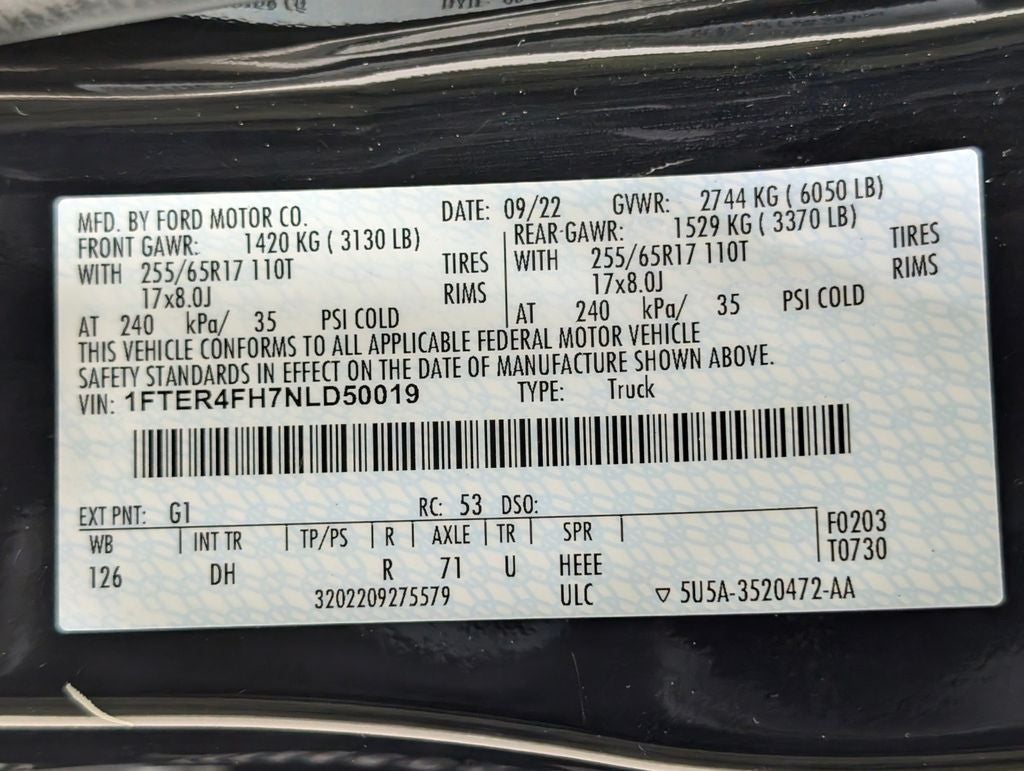 MFD. BY FORD MOTOR CO. DATE: 09/22 GVWR: 2744 KG ( 6050 LB)
FRONT GAWR: 1420 KG ( 3130 LB) REAR GAWR: 1529 KG ( 3370 LB)
WITH 255/65R17 110T TIRES WITH 255/65R17 110T TIRES
17x8.0J RIMS 17x8.0J RIMS
AT 240 kPa/ 35 PSI COLD AT 240 kPa/ 35 PSI COLD
THIS VEHICLE CONFORMS TO ALL APPLICABLE FEDERAL MOTOR VEHICLE
SAFETY STANDARDS IN EFFECT ON THE DATE OF MANUFACTURE SHOWN ABOVE.
VIN: 1FTER4FH7NLD50019 TYPE: Truck
EXT PNT: G1 RC: 53 DSO:
WB INT TR TP/PS R AXLE TR SPR F0203
126 DH R 71 U HEEE T0730
3202209275579 ULC ▽ 5U5A-3520472-AA